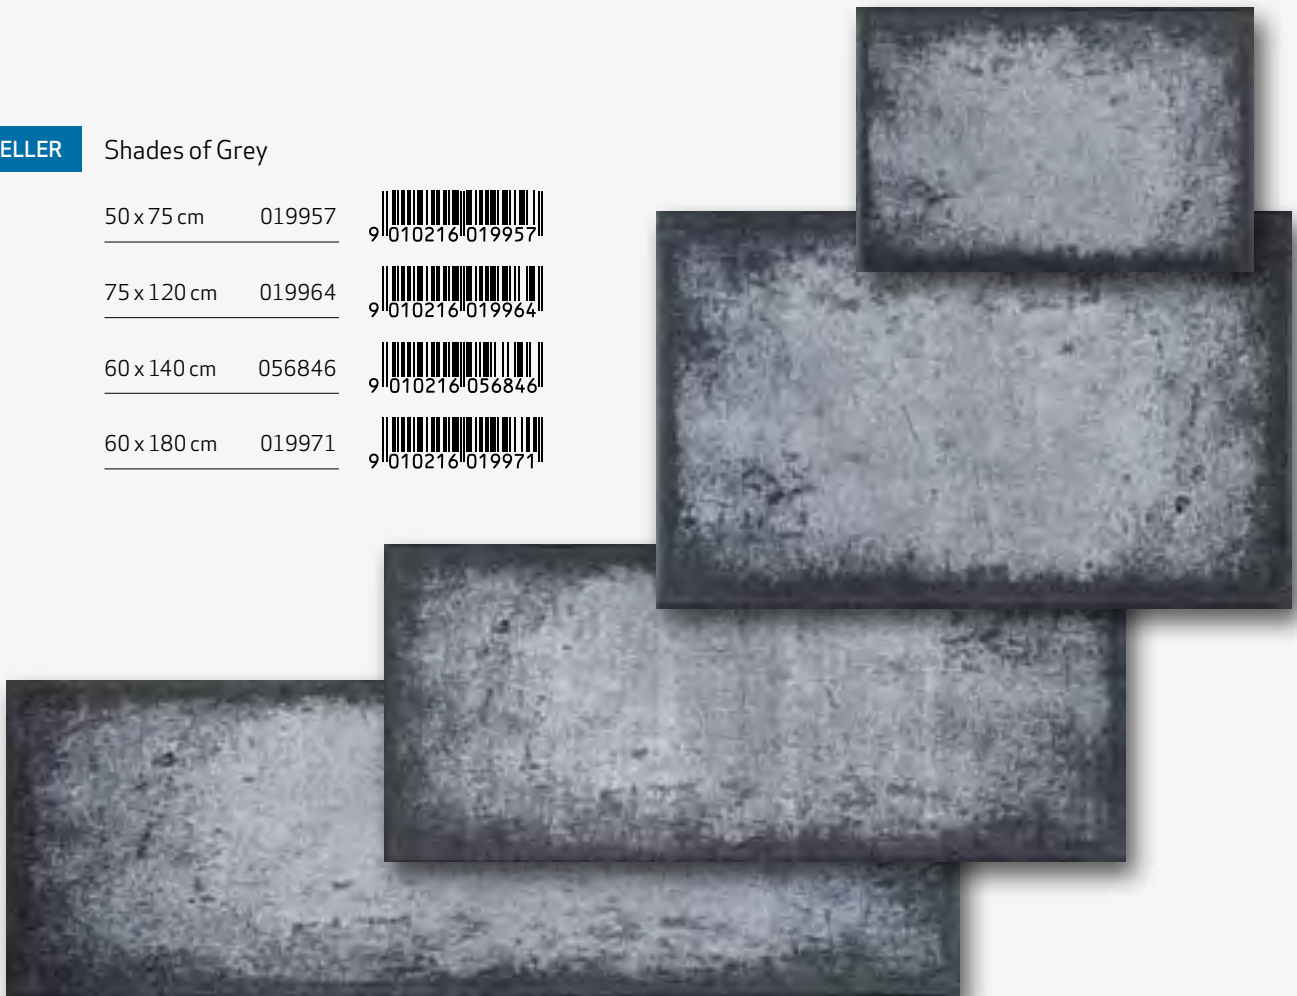 ELLER Shades of Grey
50 x 75 cm 019957 9 010216 019957
75 x 120 cm 019964 9 010216 019964
60 x 140 cm 056846 9 010216 056846
60 x 180 cm 019971 9 010216 019971